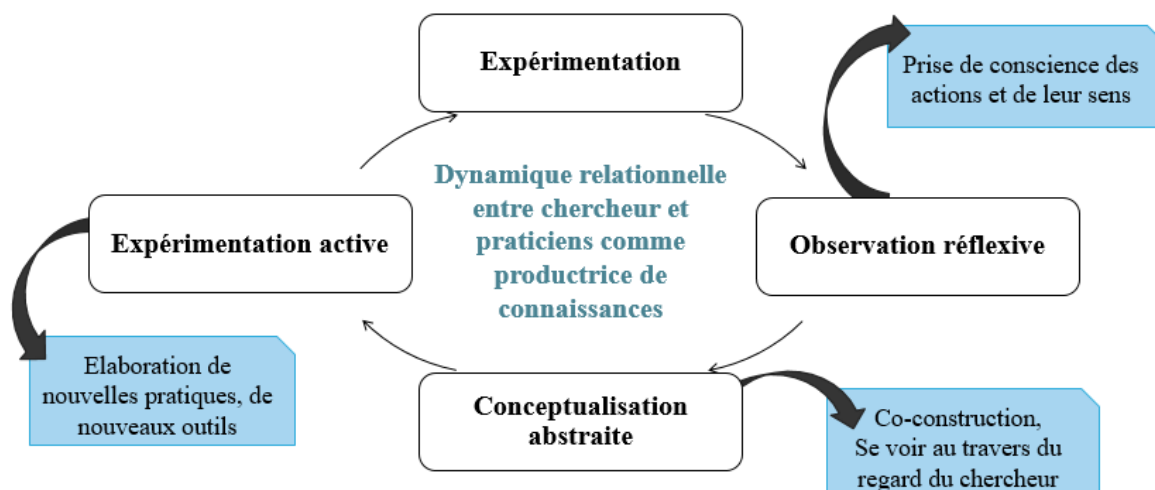 Expérimentation
Prise de conscience des
actions et de leur sens
Dynamique relationnelle
entre chercheur et
praticiens comme
productrice de
connaissances
Expérimentation active
Observation réflexive
Elaboration de
nouvelles pratiques, de
nouveaux outils
Conceptualisation
abstraite
Co-construction,
Se voir au travers du
regard du chercheur